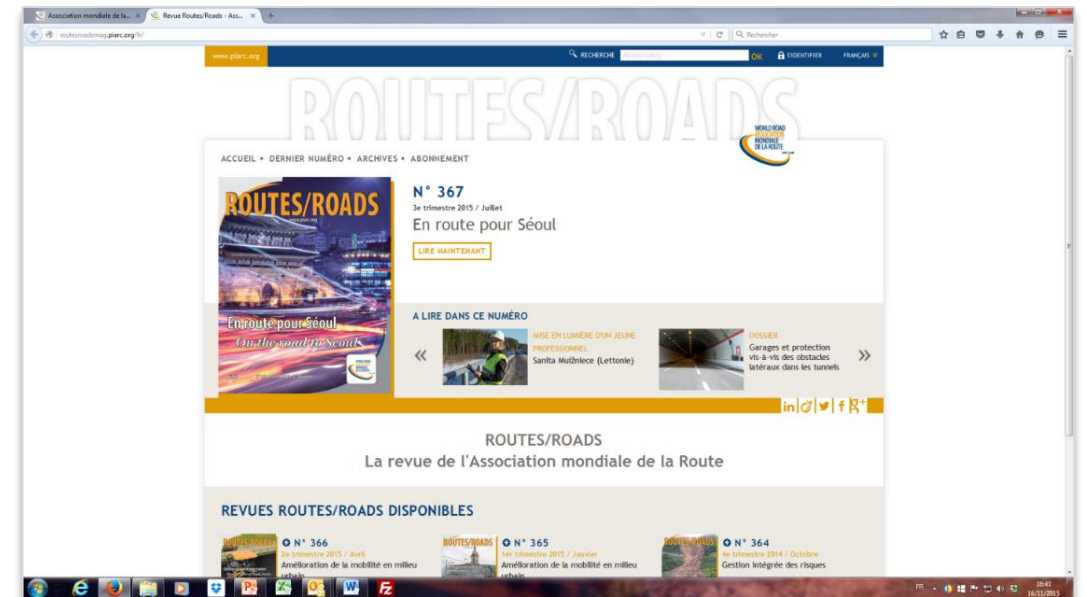 Association mondiale de la...
Revue Routes/Roads - Ass...
routesroadsmag.piarc.org/fr/
Rechercher
www.piarc.org
RECHERCHE
OK
S'IDENTIFIER
FRANÇAIS
ROUTES/ROADS
WORLD ROAD
ASSOCIATION
MONDIALE
DE LA ROUTE
ACCUEIL • DERNIER NUMÉRO • ARCHIVES • ABONNEMENT
ROUTES/ROADS
www.piarc.org
En route pour Séoul
On the road to Seoul
N° 367
3e trimestre 2015 / Juillet
En route pour Séoul
LIRE MAINTENANT
A LIRE DANS CE NUMÉRO
«
MISE EN LUMIÈRE D'UN JEUNE
PROFESSIONNEL
Sanita Muižniece (Lettonie)
DOSSIER
Garages et protection
vis-à-vis des obstacles
latéraux dans les tunnels
»
ROUTES/ROADS
La revue de l'Association mondiale de la Route
REVUES ROUTES/ROADS DISPONIBLES
N° 366
2e trimestre 2015 / Avril
Amélioration de la mobilité en milieu
urbain
ROUTES/ROADS
N° 365
1er trimestre 2015 / Janvier
Amélioration de la mobilité en milieu
urbain
N° 364
4e trimestre 2014 / Octobre
Gestion intégrée des risques
FR
16:41
16/11/2015